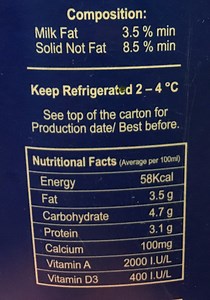 Composition:
Milk Fat 3.5 % min
Solid Not Fat 8.5 % min
Keep Refrigerated 2 – 4 °C
See top of the carton for
Production date/ Best before.
Nutritional Facts (Average per 100ml)
Energy 58Kcal
Fat 3.5 g
Carbohydrate 4.7 g
Protein 3.1 g
Calcium 100mg
Vitamin A 2000 I.U/L
Vitamin D3 400 I.U/L